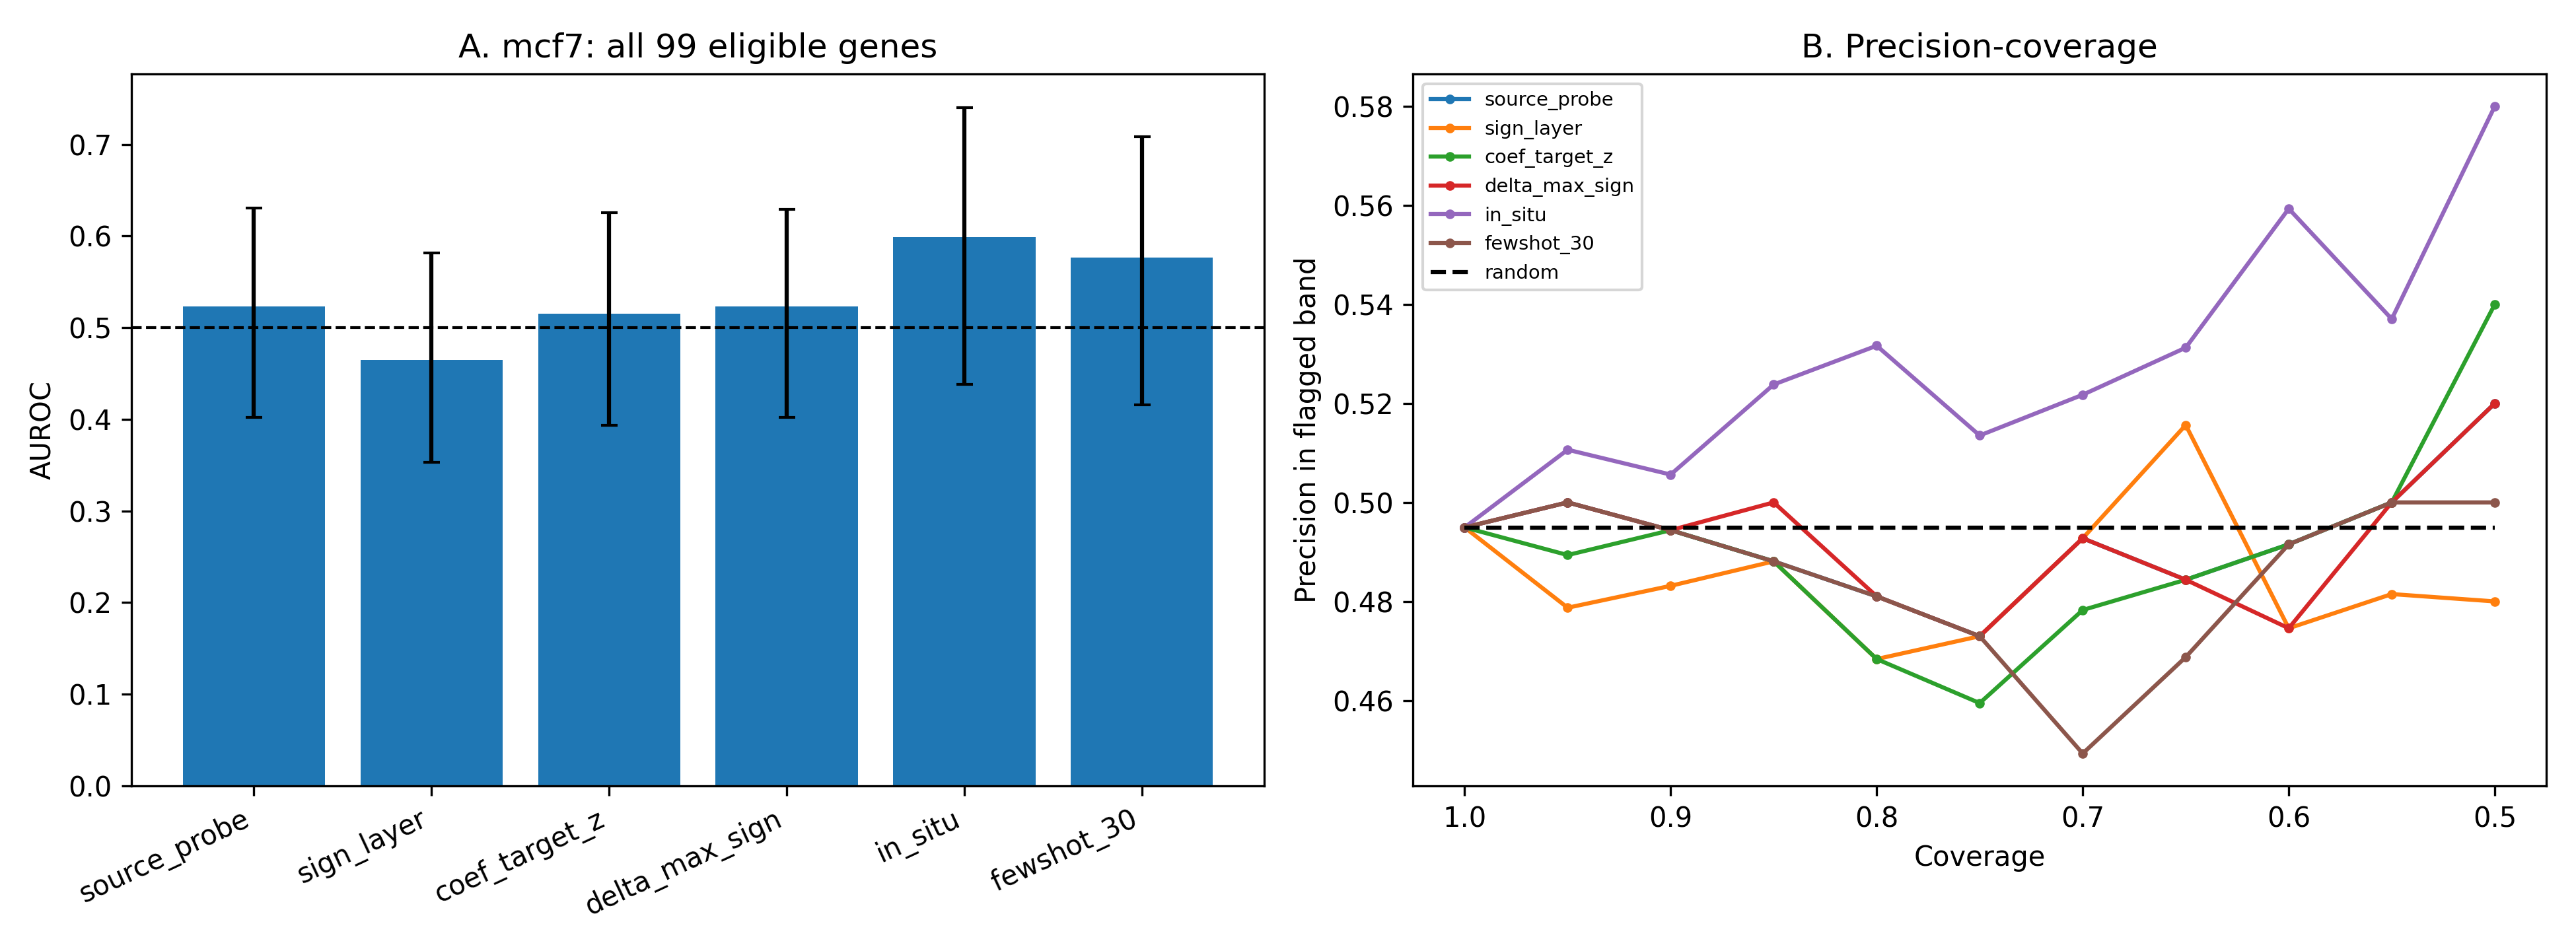 A. mcf7: all 99 eligible genes
AUROC
0.7
0.6
0.5
0.4
0.3
0.2
0.1
0.0
source_probe
sign_layer
coef_target_z
delta_max_sign
in_situ
fewshot_30
B. Precision-coverage
Precision in flagged band
0.58
0.56
0.54
0.52
0.50
0.48
0.46
source_probe
sign_layer
coef_target_z
delta_max_sign
in_situ
fewshot_30
random
1.0
0.9
0.8
0.7
0.6
0.5
Coverage